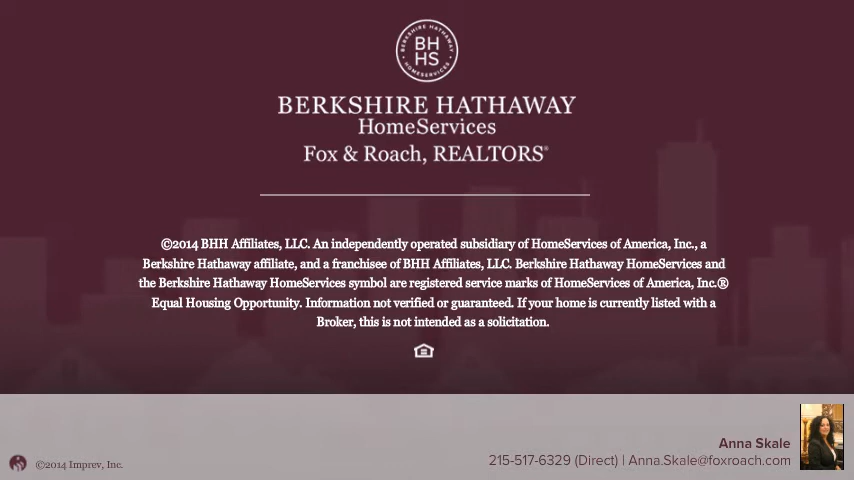 BERKSHIRE HATHAWAY
HOMESERVICES
BH
HS
BERKSHIRE HATHAWAY
HomeServices
Fox & Roach, REALTORS®
©2014 BHH Affiliates, LLC. An independently operated subsidiary of HomeServices of America, Inc., a
Berkshire Hathaway affiliate, and a franchisee of BHH Affiliates, LLC. Berkshire Hathaway HomeServices and
the Berkshire Hathaway HomeServices symbol are registered service marks of HomeServices of America, Inc.®
Equal Housing Opportunity. Information not verified or guaranteed. If your home is currently listed with a
Broker, this is not intended as a solicitation.
Anna Skale
215-517-6329 (Direct) | Anna.Skale@foxroach.com
©2014 Imprev, Inc.